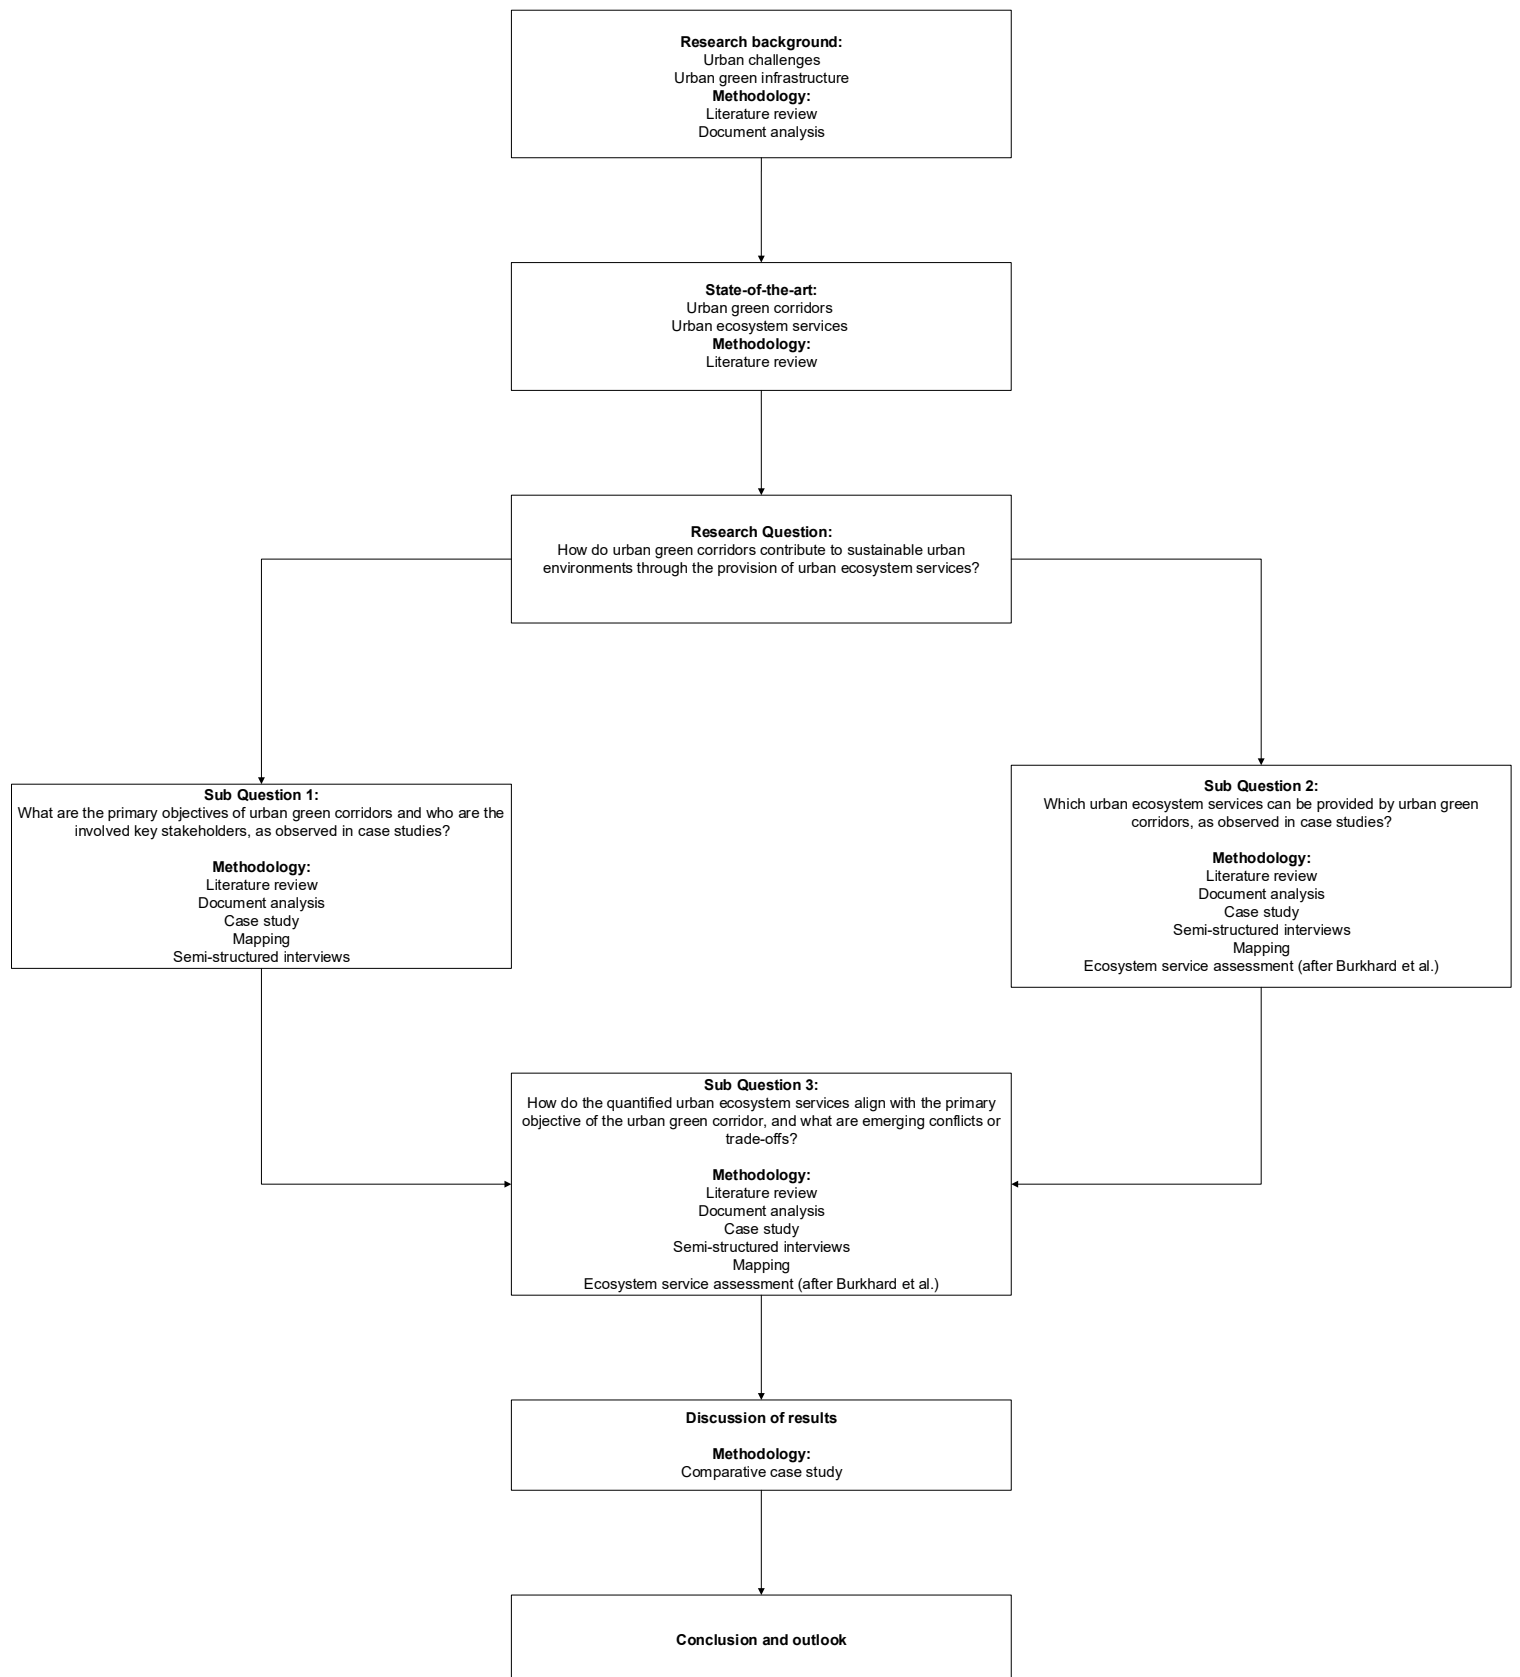 Research background:
Urban challenges
Urban green infrastructure
Methodology:
Literature review
Document analysis
State-of-the-art:
Urban green corridors
Urban ecosystem services
Methodology:
Literature review
Research Question:
How do urban green corridors contribute to sustainable urban
environments through the provision of urban ecosystem services?
Sub Question 1:
What are the primary objectives of urban green corridors and who are the
involved key stakeholders, as observed in case studies?
Methodology:
Literature review
Document analysis
Case study
Mapping
Semi-structured interviews
Sub Question 2:
Which urban ecosystem services can be provided by urban green
corridors, as observed in case studies?
Methodology:
Literature review
Document analysis
Case study
Semi-structured interviews
Mapping
Ecosystem service assessment (after Burkhard et al.)
Sub Question 3:
How do the quantified urban ecosystem services align with the primary
objective of the urban green corridor, and what are emerging conflicts or
trade-offs?
Methodology:
Literature review
Document analysis
Case study
Semi-structured interviews
Mapping
Ecosystem service assessment (after Burkhard et al.)
Discussion of results
Methodology:
Comparative case study
Conclusion and outlook